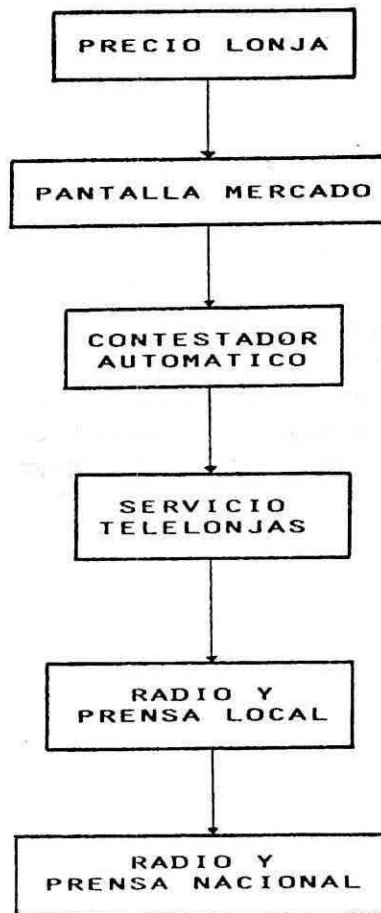 PRECIO LONJA
PANTALLA MERCADO
CONTESTADOR
AUTOMATICO
SERVICIO
TELELONJAS
RADIO Y
PRENSA LOCAL
RADIO Y
PRENSA NACIONAL